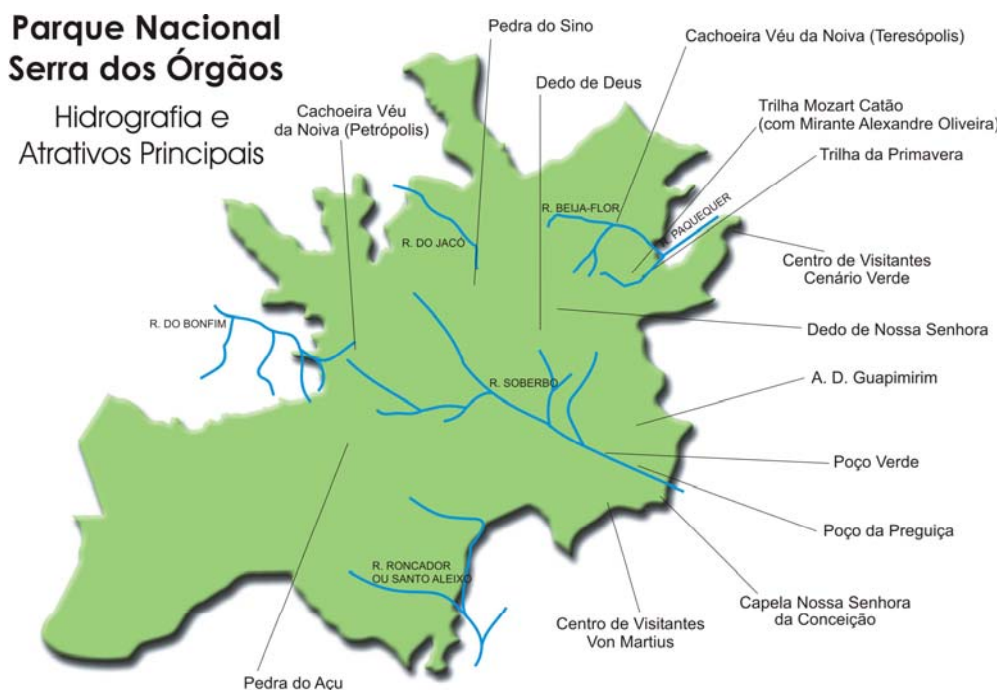 Parque Nacional
Serra dos Órgãos
Hidrografia e
Atrativos Principais
Pedra do Sino
Cachoeira Véu da Noiva (Teresópolis)
Dedo de Deus
Cachoeira Véu
da Noiva (Petrópolis)
Trilha Mozart Catão
(com Mirante Alexandre Oliveira)
Trilha da Primavera
R. BEIJA-FLOR
R. PAQUEQUER
R. DO JACÓ
Centro de Visitantes
Cenário Verde
R. DO BONFIM
Dedo de Nossa Senhora
R. SOBERBO
A. D. Guapimirim
Poço Verde
Poço da Preguiça
R. RONCADOR
OU SANTO ALEIXO
Capela Nossa Senhora
da Conceição
Centro de Visitantes
Von Martius
Pedra do Açu